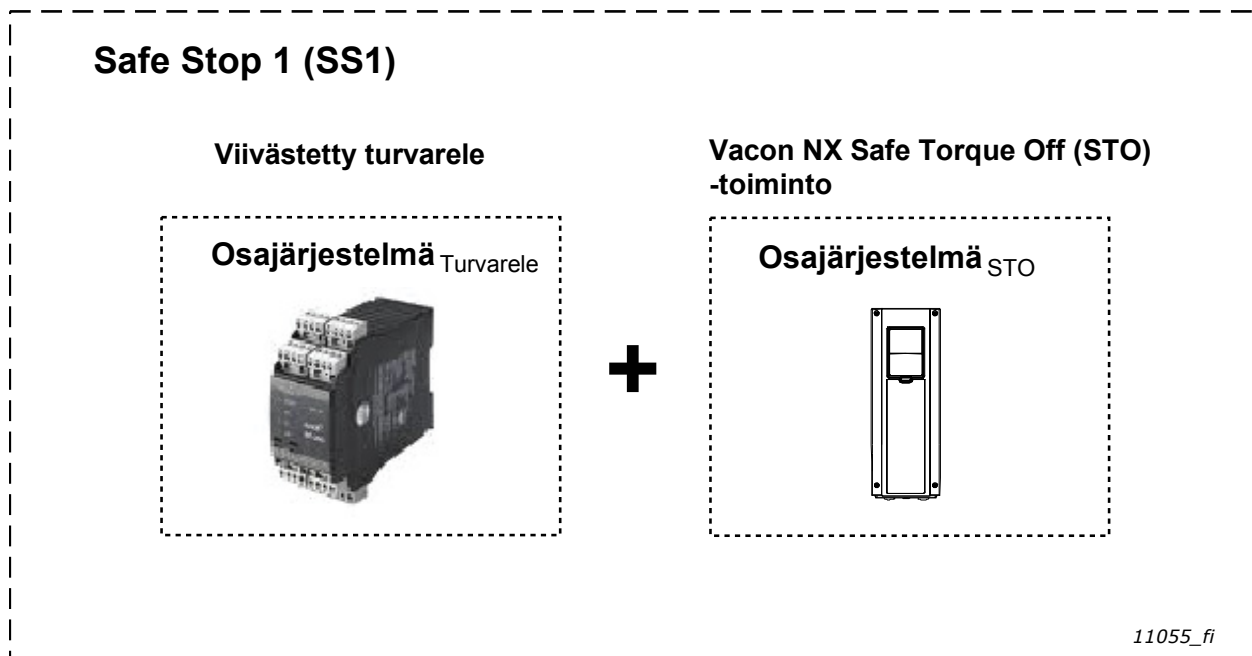 Safe Stop 1 (SS1)
Viivästetty turvarele
Vacon NX Safe Torque Off (STO)
-toiminto
Osajärjestelmä Turvarele
Osajärjestelmä STO
+
11055_fi